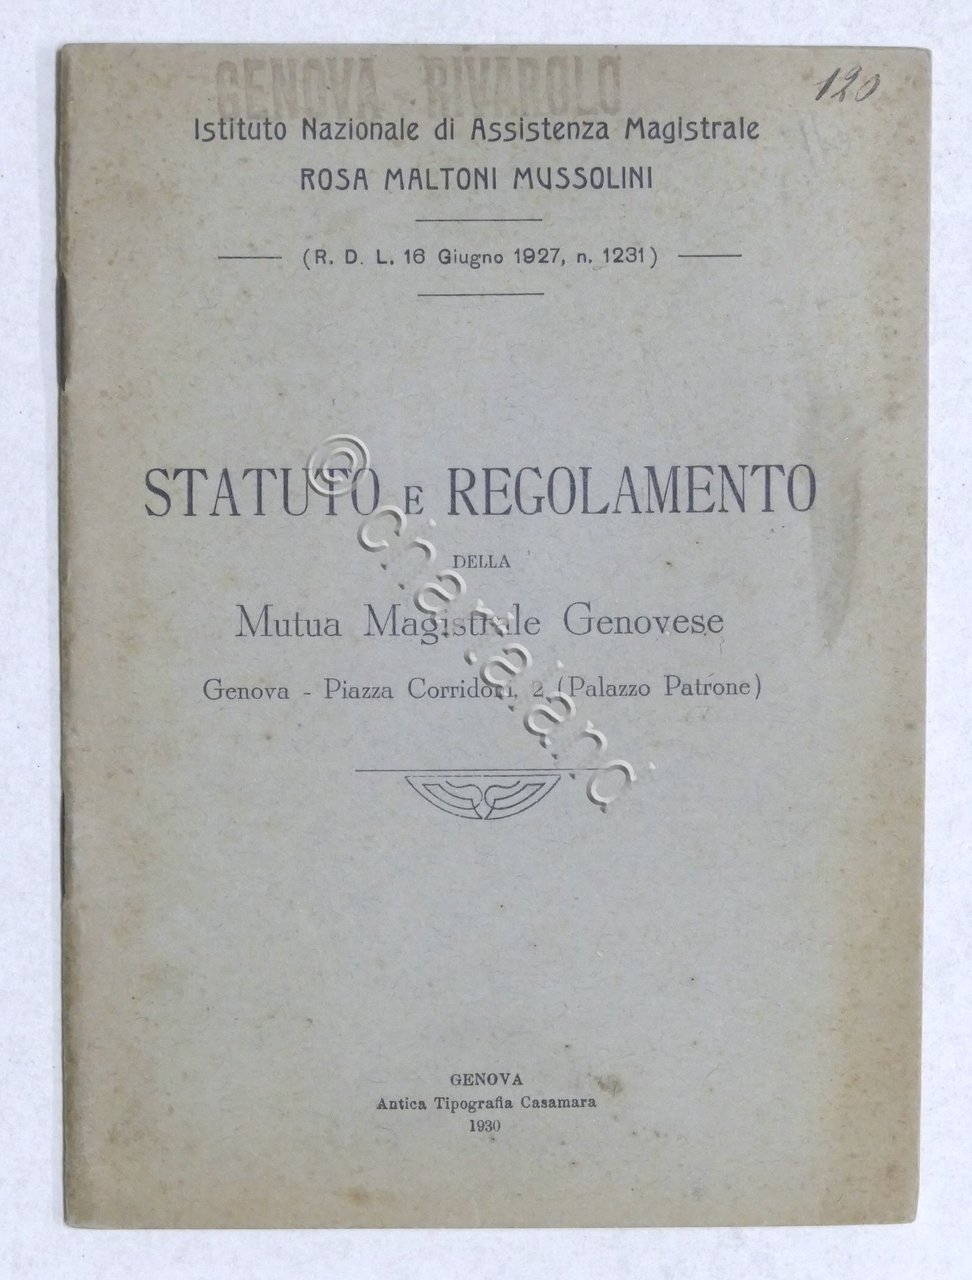 GENOVA - RIVAROLO
120
Istituto Nazionale di Assistenza Magistrale
ROSA MALTONI MUSSOLINI
(R. D. L. 16 Giugno 1927, n. 1231)
STATUTO E REGOLAMENTO
DELLA
Mutua Magistrale Genovese
Genova - Piazza Corridoni, 2 (Palazzo Patrone)
© charajano
GENOVA
Antica Tipografia Casamara
1930